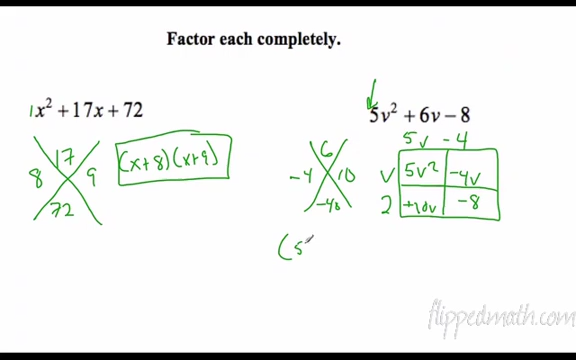 Factor each completely.
1x² + 17x + 72
5v² + 6v − 8
17
8 9
72
(x+8)(x+9)
6
-4 10
-40
5v -4
v 5v² -4v
2 +10v -8
(5
flippedmath.com